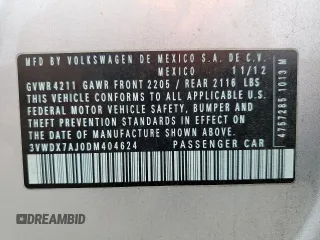 MFD BY VOLKSWAGEN DE MEXICO S.A. DE C.V.
MEXICO 11/12
GVWR4211 GAWR FRONT 2205 / REAR 2116 LBS
THIS VEHICLE CONFORMS TO ALL APPLICABLE U.S.
FEDERAL MOTOR VEHICLE SAFETY, BUMPER AND
THEFT PREVENTION STANDARDS IN EFFECT ON THE
DATE OF MANUFACTURE SHOWN ABOVE.
3VWDX7AJ0DM404624 PASSENGER CAR
4757285 1013 M
DREAMBID